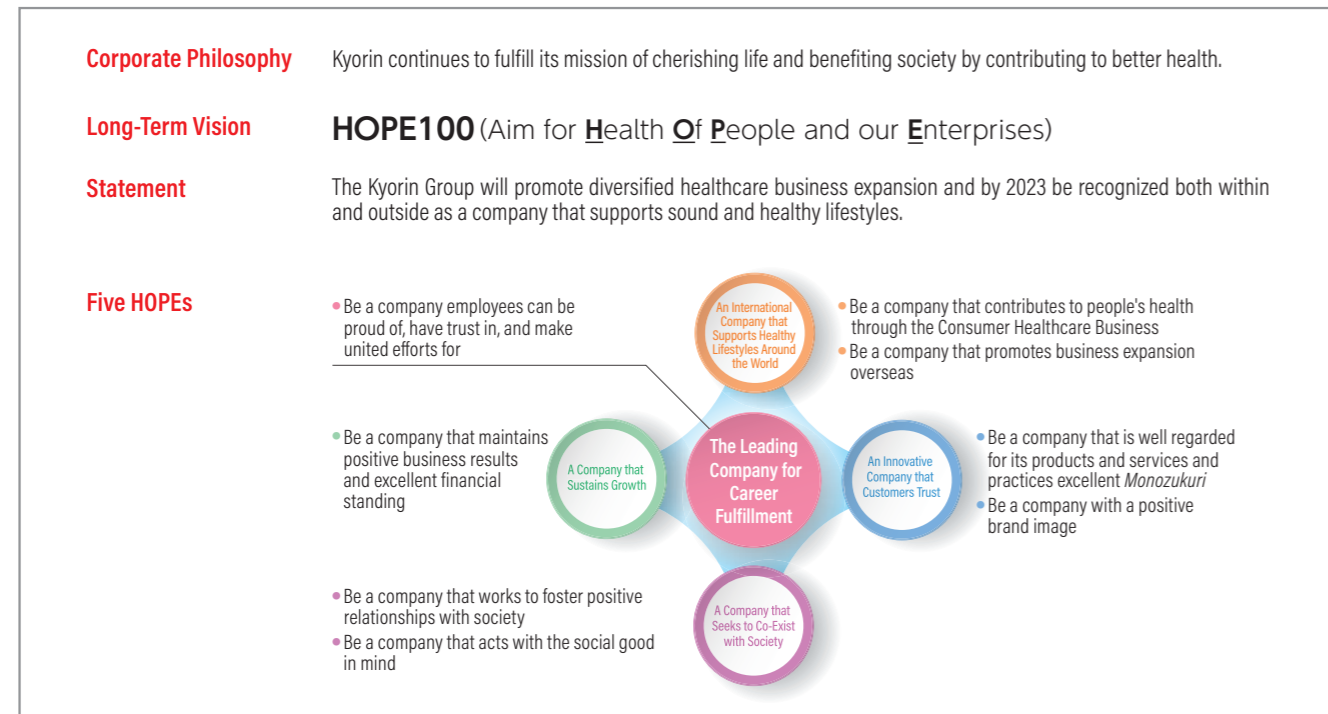 Corporate Philosophy
Kyorin continues to fulfill its mission of cherishing life and benefiting society by contributing to better health.
Long-Term Vision
HOPE100 (Aim for Health Of People and our Enterprises)
Statement
The Kyorin Group will promote diversified healthcare business expansion and by 2023 be recognized both within
and outside as a company that supports sound and healthy lifestyles.
Five HOPEs
• Be a company employees can be
proud of, have trust in, and make
united efforts for
An International
Company that
Supports Healthy
Lifestyles Around
the World
• Be a company that contributes to people's health
through the Consumer Healthcare Business
• Be a company that promotes business expansion
overseas
• Be a company that maintains
positive business results
and excellent financial
standing
A Company that
Sustains Growth
The Leading
Company for
Career
Fulfillment
An Innovative
Company that
Customers Trust
• Be a company that is well regarded
for its products and services and
practices excellent Monozukuri
• Be a company with a positive
brand image
• Be a company that works to foster positive
relationships with society
• Be a company that acts with the social good
in mind
A Company that
Seeks to Co-Exist
with Society